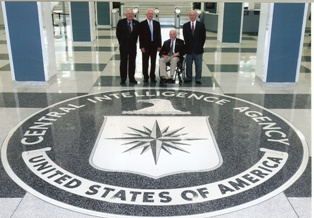 CENTRAL INTELLIGENCE AGENCY
UNITED STATES OF AMERICA